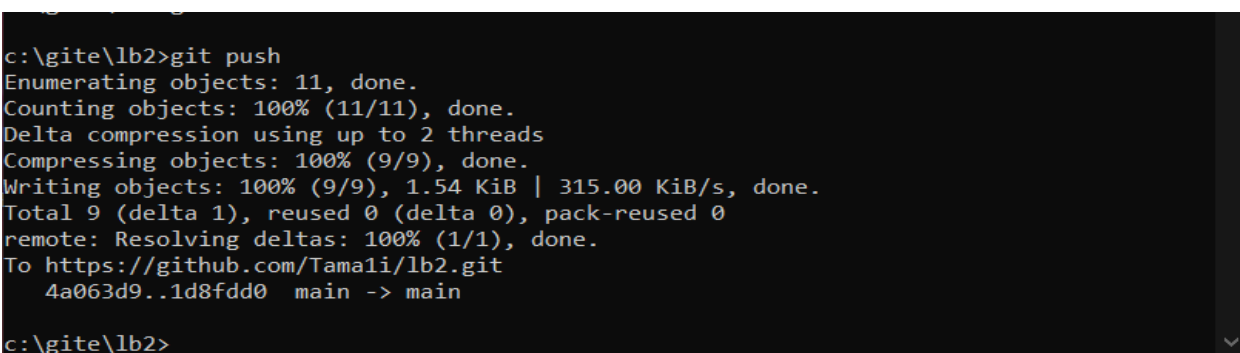 c:\gite\lb2>git push
Enumerating objects: 11, done.
Counting objects: 100% (11/11), done.
Delta compression using up to 2 threads
Compressing objects: 100% (9/9), done.
Writing objects: 100% (9/9), 1.54 KiB | 315.00 KiB/s, done.
Total 9 (delta 1), reused 0 (delta 0), pack-reused 0
remote: Resolving deltas: 100% (1/1), done.
To https://github.com/Tama1i/lb2.git
   4a063d9..1d8fdd0  main -> main
c:\gite\lb2>